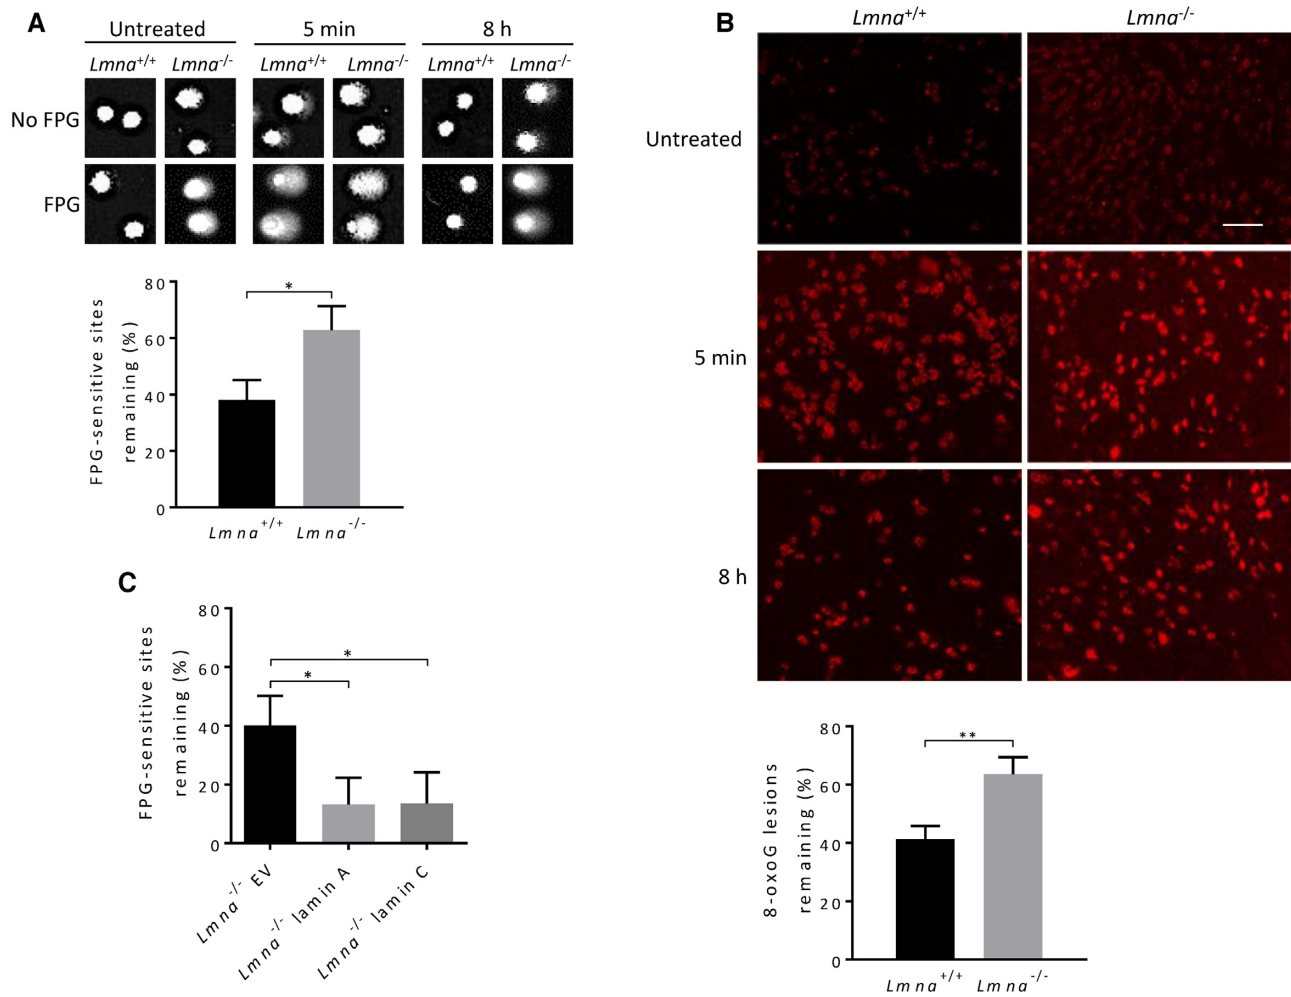 A
Untreated 5 min 8 h
Lmna+/+ Lmna-/- Lmna+/+ Lmna-/- Lmna+/+ Lmna-/-
No FPG
FPG
FPG-sensitive sites
remaining (%)
80
60
40
20
0
*
Lmna+/+ Lmna-/-
B
Lmna+/+ Lmna-/-
Untreated
5 min
8 h
8-oxoG lesions
remaining (%)
80
60
40
20
0
**
Lmna+/+ Lmna-/-
C
FPG-sensitive sites
remaining (%)
80
60
40
20
0
*
*
Lmna-/- EV
Lmna-/- lamin A
Lmna-/- lamin C